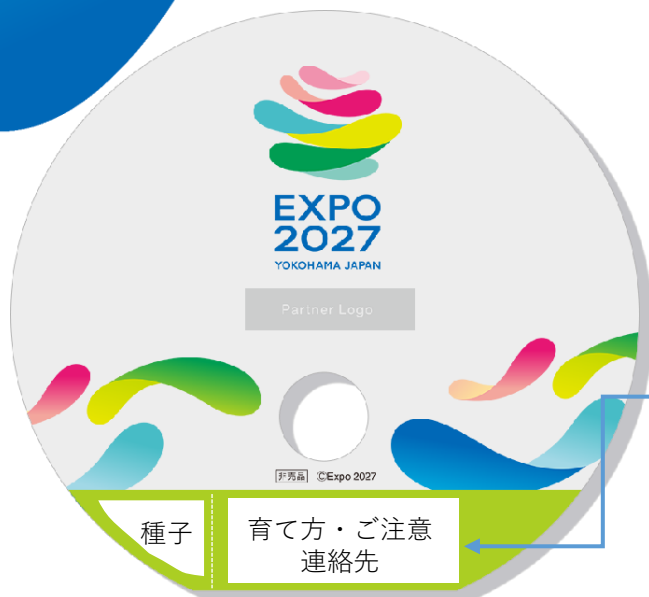 EXPO
2027
YOKOHAMA JAPAN
Partner Logo
非売品 ©Expo 2027
種子
育て方・ご注意
連絡先